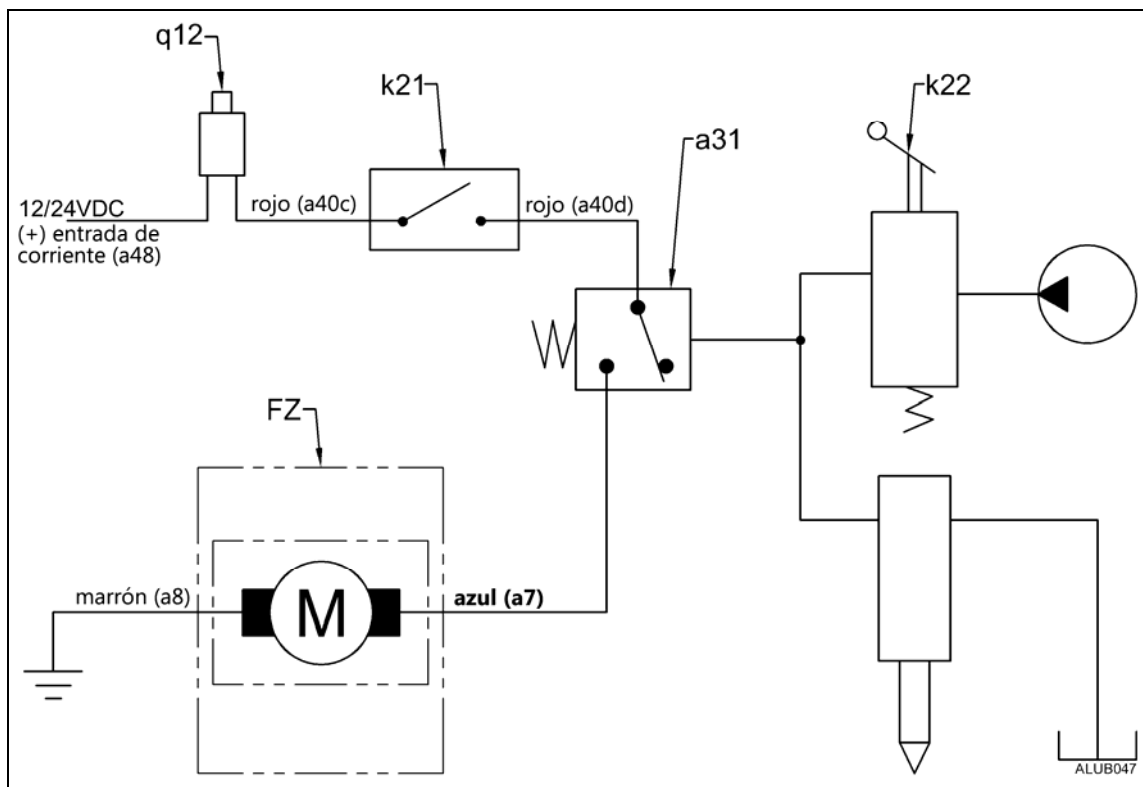 q12
k21
k22
a31
12/24VDC
(+) entrada de
corriente (a48)
rojo (a40c)
rojo (a40d)
FZ
marrón (a8)
M
azul (a7)
ALUB047